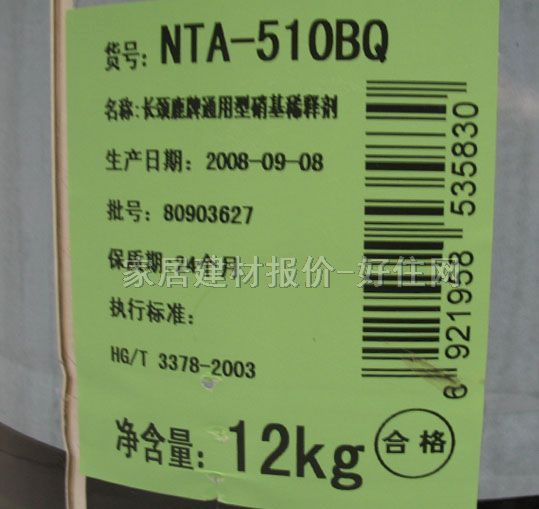 货号: NTA-510BQ
名称:长颈鹿牌通用型硝基稀释剂
生产日期: 2008-09-08
批号: 80903627
保质期:24个月
家居建材报价-好住网
执行标准:
HG/T 3378-2003
净含量: 12kg
合格
6 921958 535830